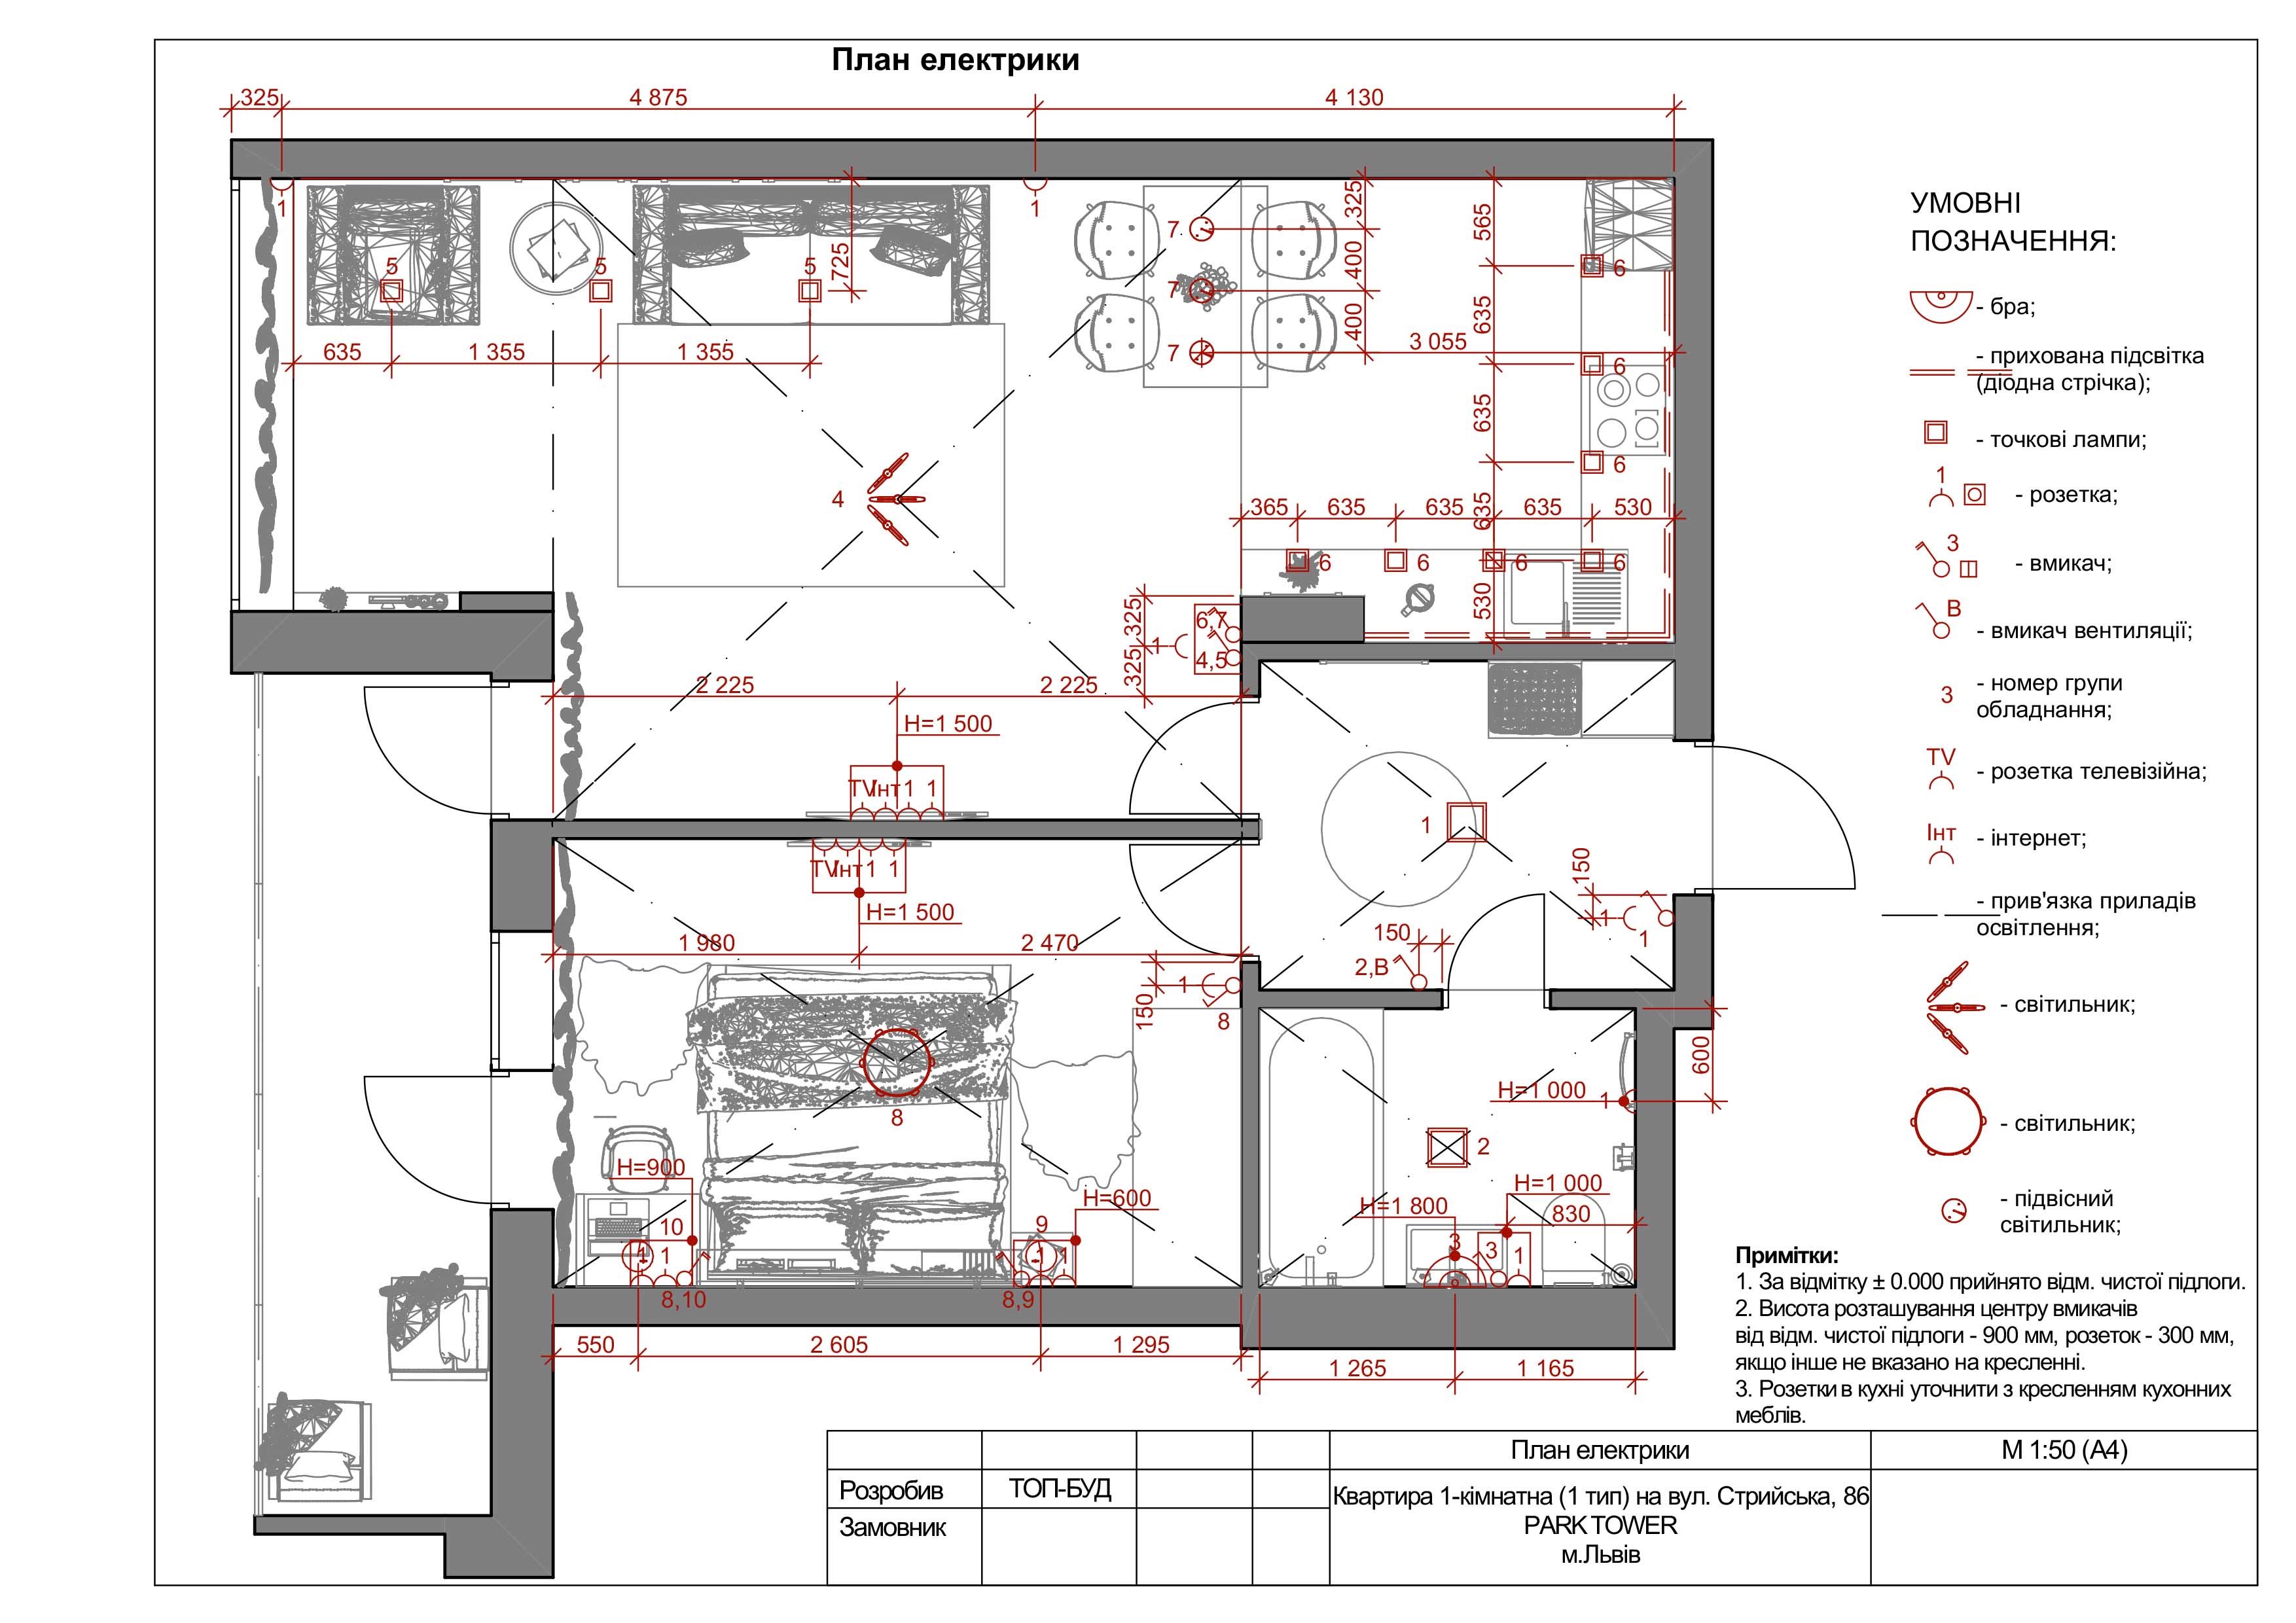 План електрики
325
4 875
4 130
1
1
5
5
5
725
635
1 355
1 355
7
7
7
325
400
400
3 055
565
635
635
635
530
6
6
6
365
635
635
635
530
6
6
6
6
4
325
325
1
6,7
4,5
2 225
2 225
H=1 500
TV
Інт
1
1
TV
Інт
1
1
H=1 500
1 980
2 470
1
150
8
8
1
150
1
1
150
2,В
600
H=1 000
1
2
H=1 000
H=1 800
830
3
3
1
H=900
10
1
1
8,10
H=600
9
1
1
8,9
550
2 605
1 295
1 265
1 165
УМОВНІ
ПОЗНАЧЕННЯ:
- бра;
- прихована підсвітка
(діодна стрічка);
- точкові лампи;
1
- розетка;
3
- вмикач;
В
- вмикач вентиляції;
3
- номер групи
обладнання;
TV
- розетка телевізійна;
Інт
- інтернет;
- прив'язка приладів
освітлення;
- світильник;
- світильник;
- підвісний
світильник;
Примітки:
1. За відмітку ± 0.000 прийнято відм. чистої підлоги.
2. Висота розташування центру вмикачів
від відм. чистої підлоги - 900 мм, розеток - 300 мм,
якщо інше не вказано на кресленні.
3. Розетки в кухні уточнити з кресленням кухонних
меблів.
План електрики
М 1:50 (А4)
Розробив
ТОП-БУД
Замовник
Квартира 1-кімнатна (1 тип) на вул. Стрийська, 86
PARK TOWER
м.Львів